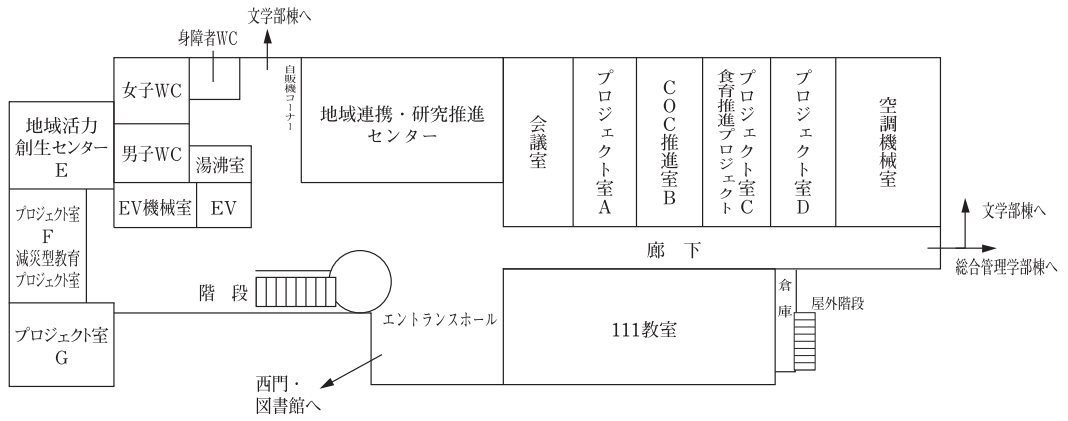 文学部棟へ
身障者WC
女子WC
自販機コーナー
地域連携・研究推進
センター
会議室
プロジェクト室A
COC推進室B
プロジェクト室C
食育推進プロジェクト
プロジェクト室D
空調機械室
地域活力
創生センター
E
男子WC
湯沸室
EV機械室
EV
プロジェクト室
F
減災型教育
プロジェクト室
文学部棟へ
廊 下
総合管理学部棟へ
階 段
エントランスホール
111教室
倉庫
屋外階段
プロジェクト室
G
西門・
図書館へ